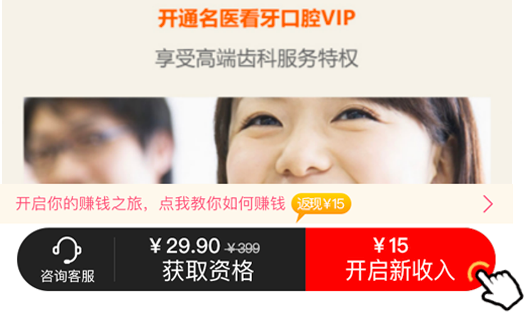 开通名医看牙口腔VIP
享受高端齿科服务特权
开启你的赚钱之旅，点我教你如何赚钱 返现¥15
¥29.90 ¥399
¥15
咨询客服
获取资格
开启新收入